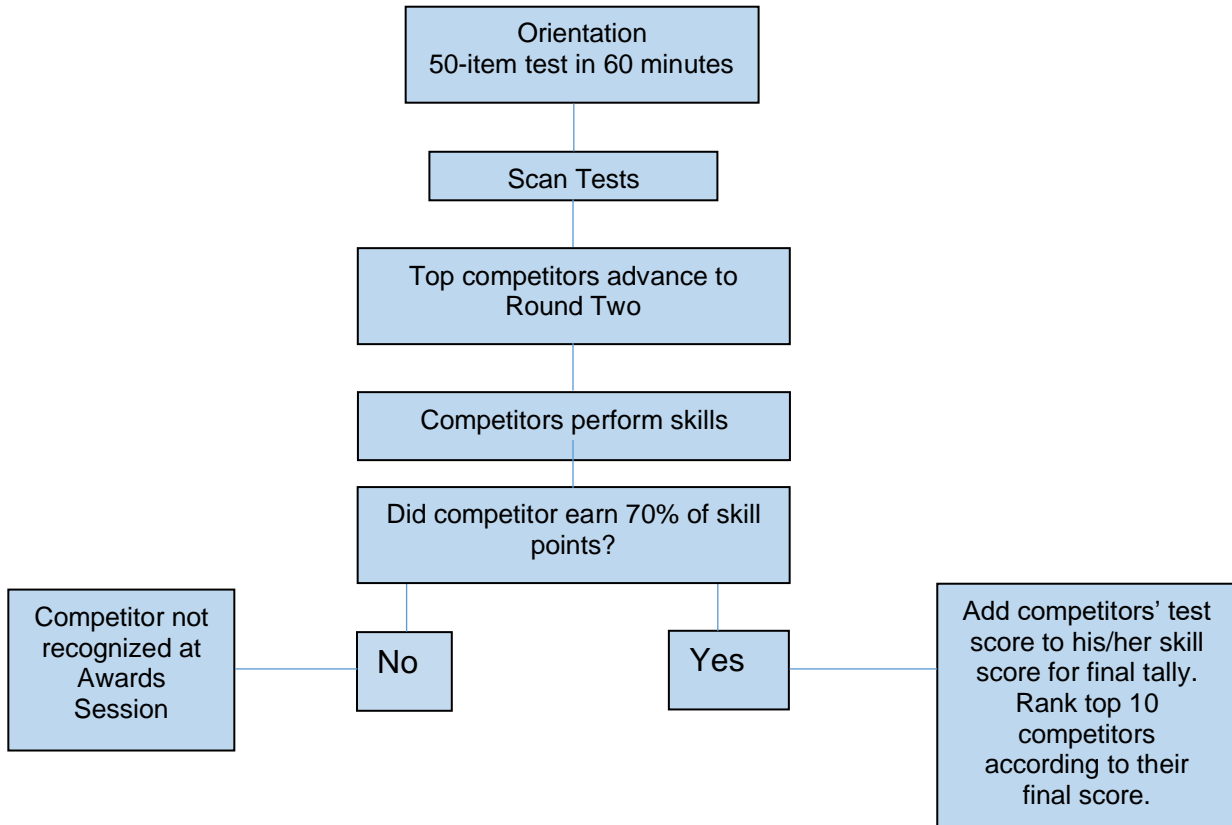 Orientation
50-item test in 60 minutes
Scan Tests
Top competitors advance to
Round Two
Competitors perform skills
Did competitor earn 70% of skill
points?
Competitor not
recognized at
Awards
Session
No
Yes
Add competitors’ test
score to his/her skill
score for final tally.
Rank top 10
competitors
according to their
final score.